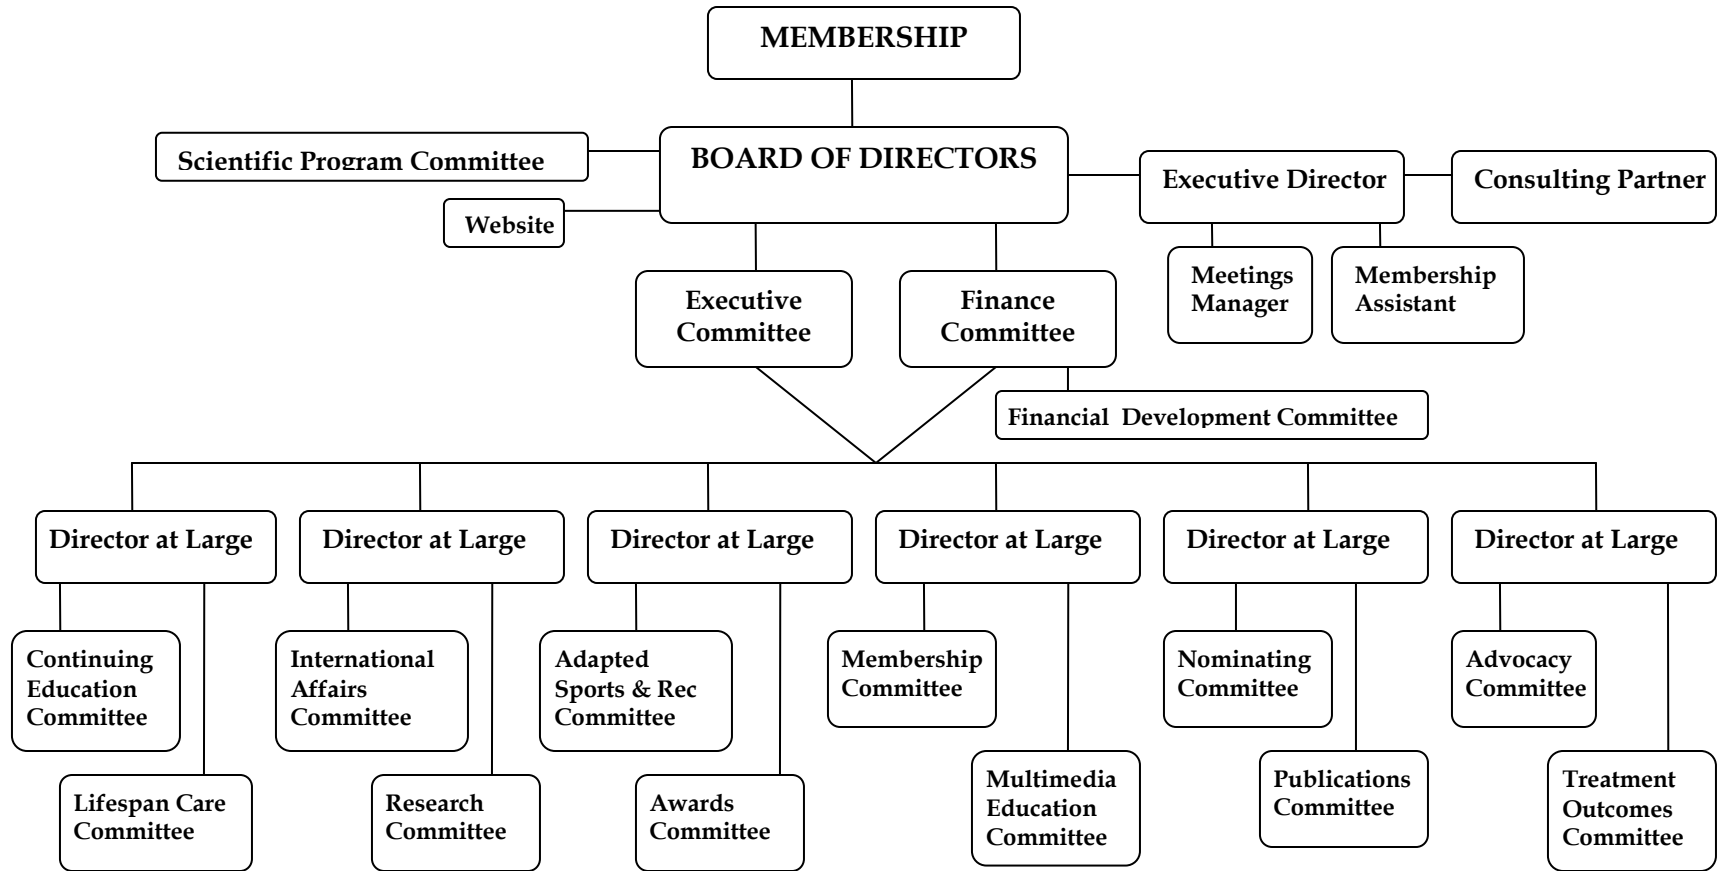 MEMBERSHIP
Scientific Program Committee
BOARD OF DIRECTORS
Executive Director
Consulting Partner
Website
Meetings
Manager
Membership
Assistant
Executive
Committee
Finance
Committee
Financial Development Committee
Director at Large
Director at Large
Director at Large
Director at Large
Director at Large
Director at Large
Continuing
Education
Committee
International
Affairs
Committee
Adapted
Sports & Rec
Committee
Membership
Committee
Nominating
Committee
Advocacy
Committee
Lifespan Care
Committee
Research
Committee
Awards
Committee
Multimedia
Education
Committee
Publications
Committee
Treatment
Outcomes
Committee